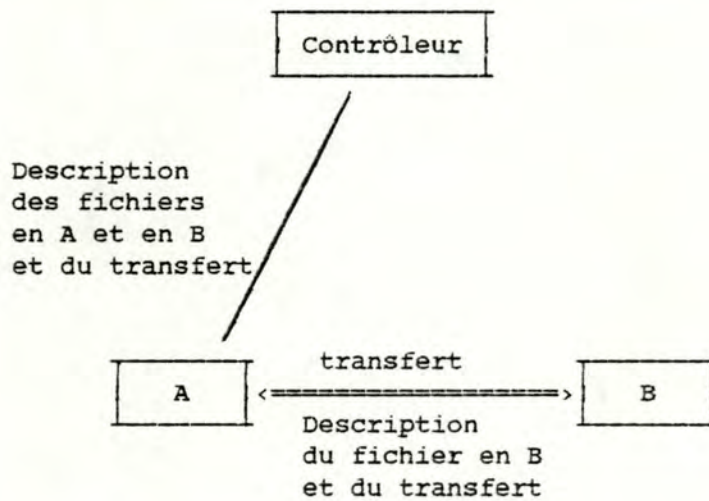 Contrôleur
Description
des fichiers
en A et en B
et du transfert
transfert
A
B
Description
du fichier en B
et du transfert